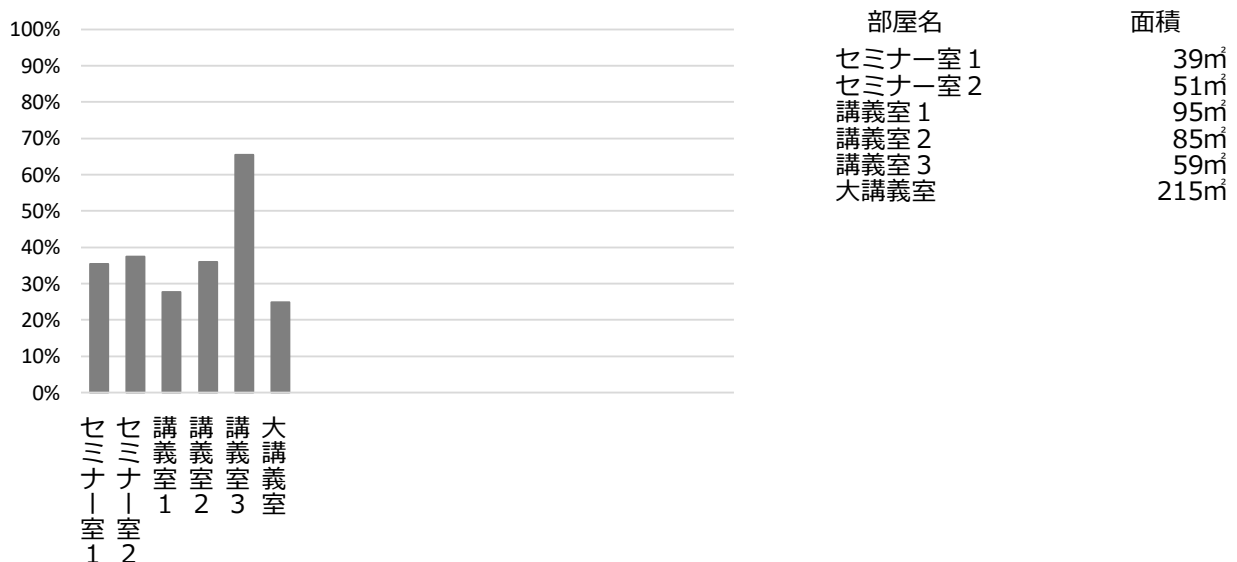 100%
90%
80%
70%
60%
50%
40%
30%
20%
10%
0%
セミナー室1
セミナー室2
講義室1
講義室2
講義室3
大講義室
部屋名 面積
セミナー室1 39㎡
セミナー室2 51㎡
講義室1 95㎡
講義室2 85㎡
講義室3 59㎡
大講義室 215㎡